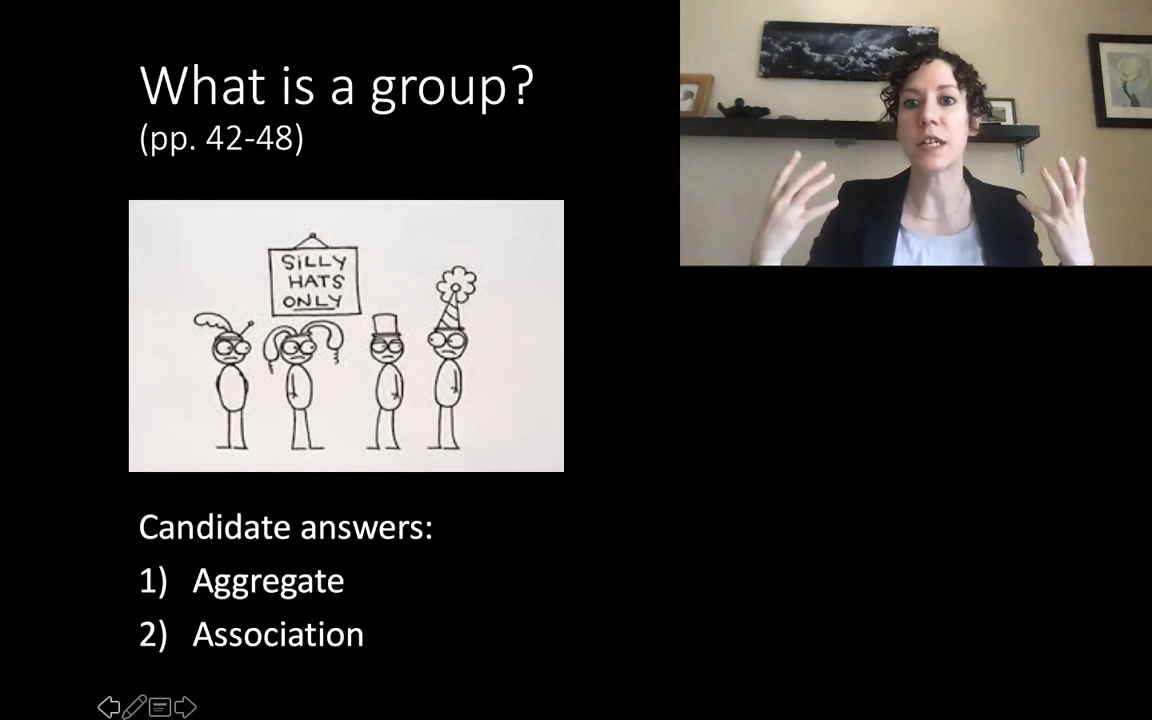 What is a group?
(pp. 42-48)
SiLLY
HATS
ONLY
Candidate answers:
1) Aggregate
2) Association